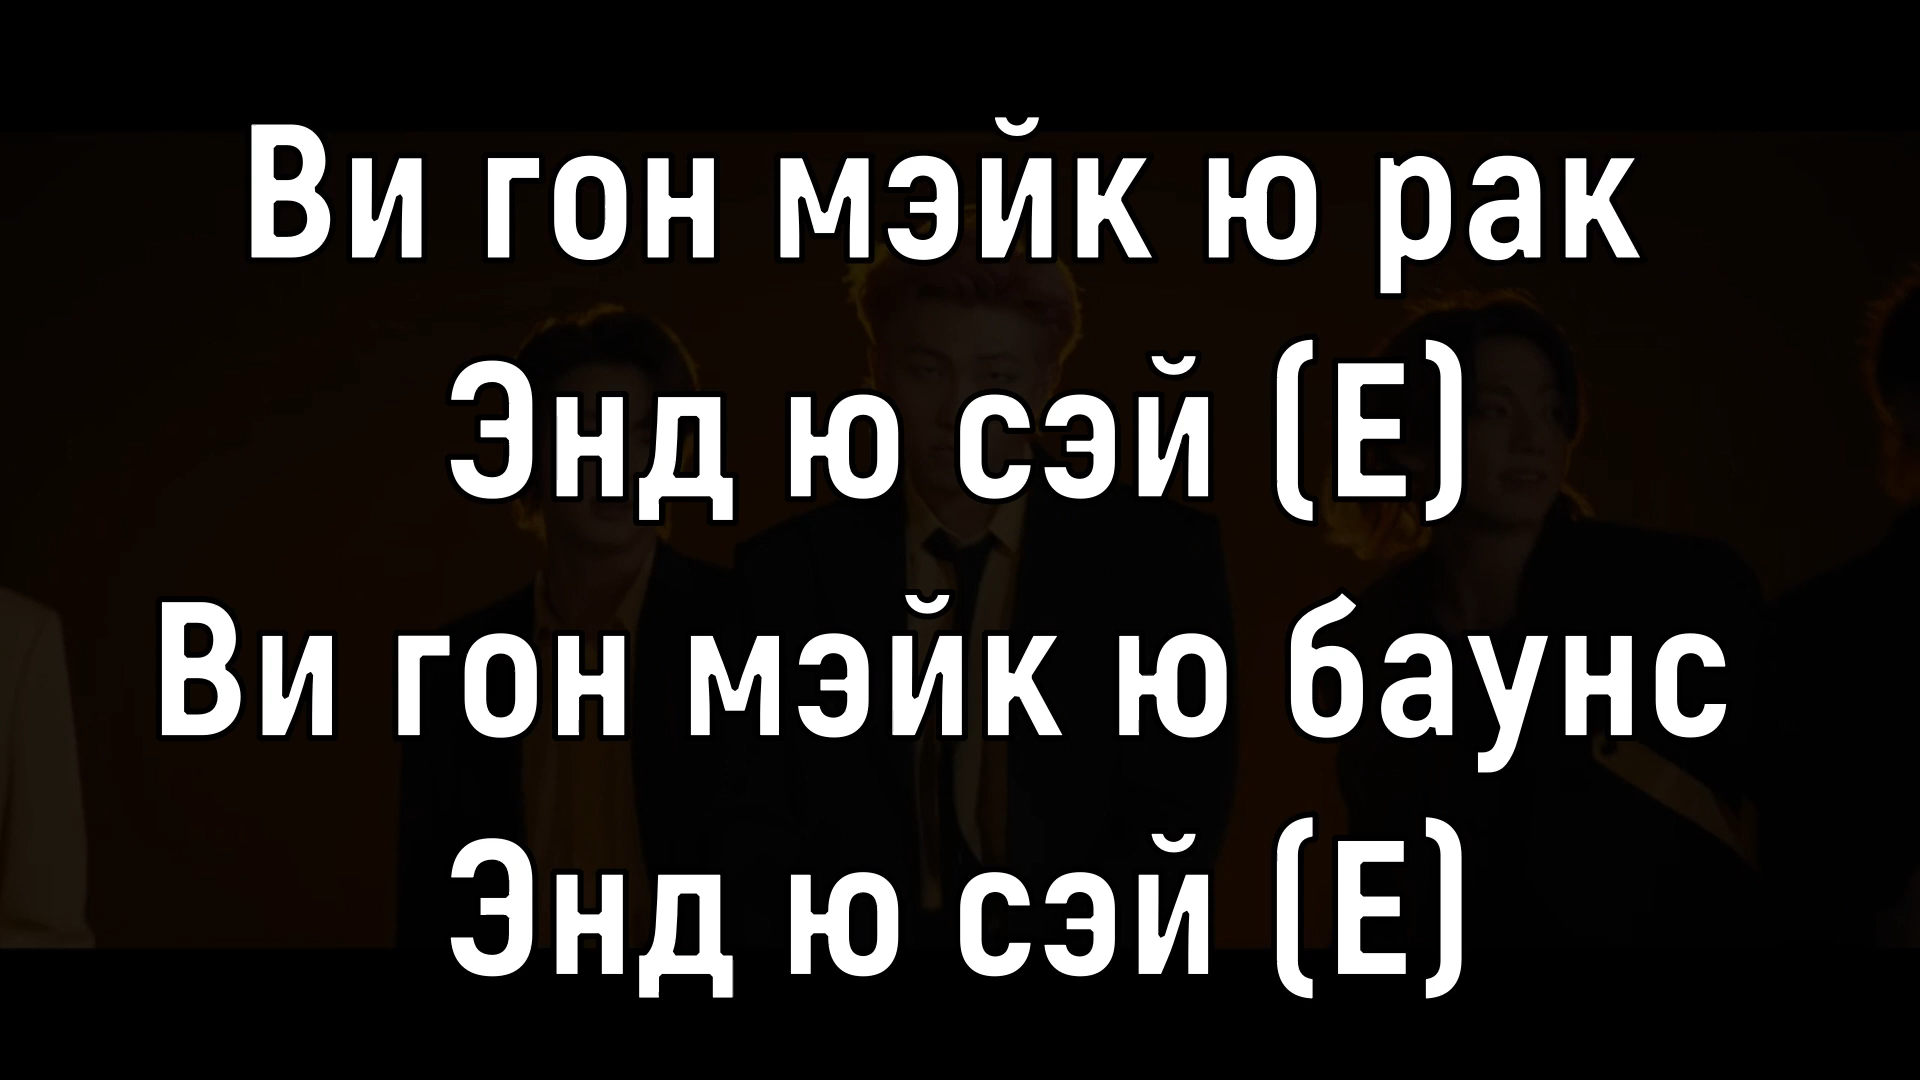 Ви гон мэйк ю рак
Энд ю сэй (Е)
Ви гон мэйк ю баунс
Энд ю сэй (Е)